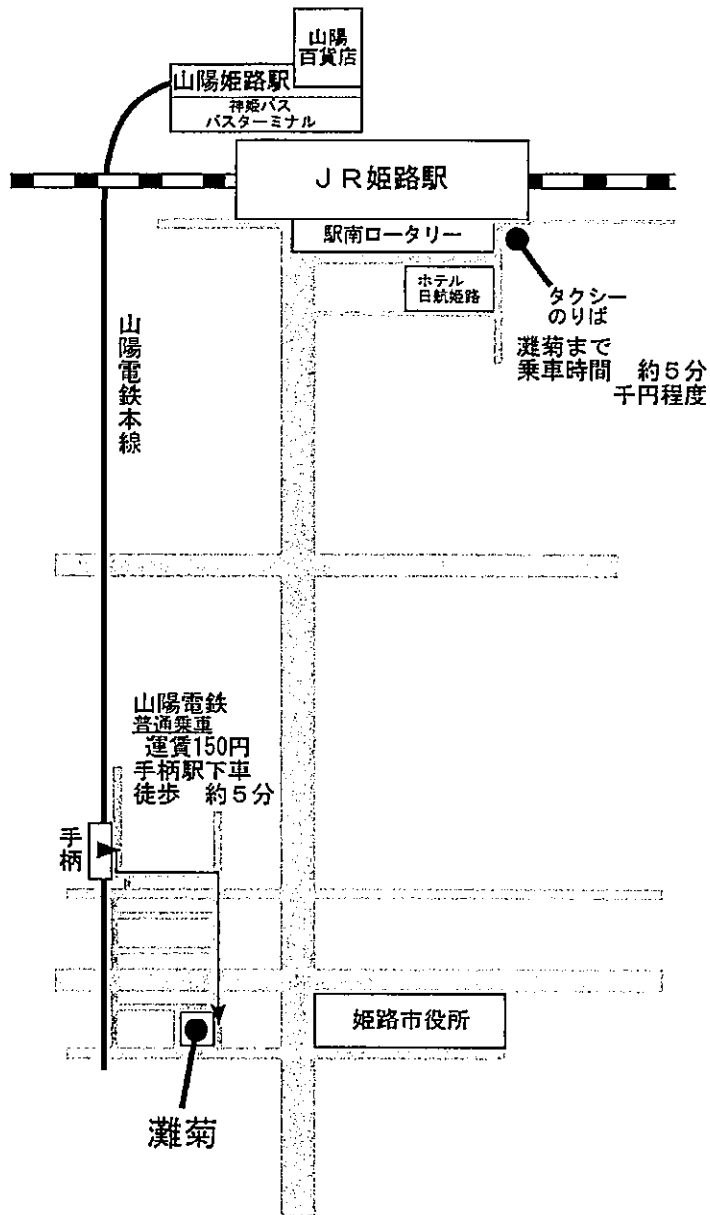 山陽
百貨店
山陽姫路駅
神姫バス
バスターミナル
ＪＲ姫路駅
駅南ロータリー
ホテル
日航姫路
タクシー
のりば
灘菊まで
乗車時間　約５分
千円程度
山陽電鉄本線
山陽電鉄
普通乗車
運賃150円
手柄駅下車
徒歩　約５分
手柄
姫路市役所
灘菊